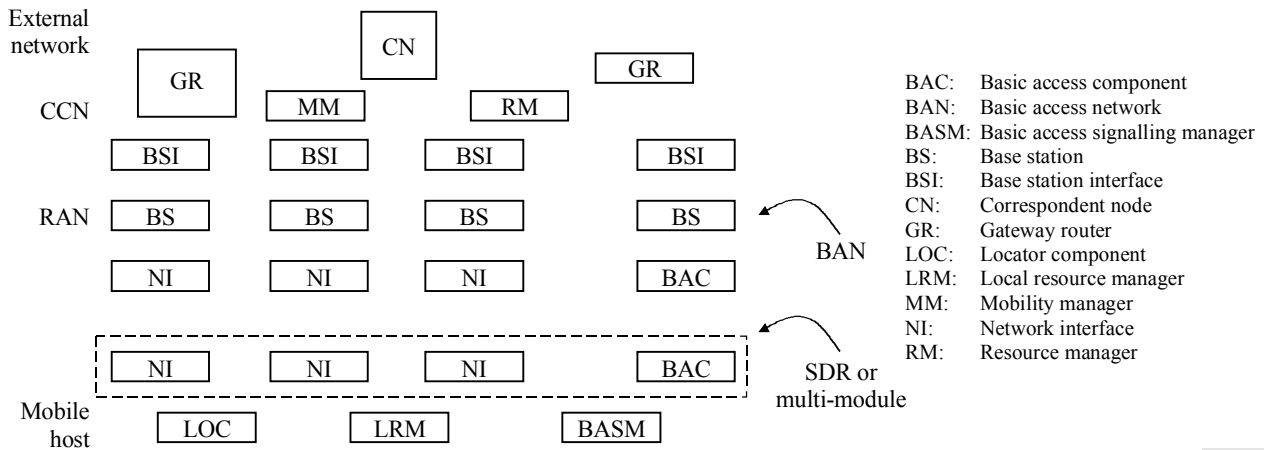 External
network
CN
GR
GR
CCN
MM
RM
BSI
BSI
BSI
BSI
RAN
BS
BS
BS
BS
BAN
NI
NI
NI
BAC
NI
NI
NI
BAC
SDR or
multi-module
Mobile
host
LOC
LRM
BASM
BAC: Basic access component
BAN: Basic access network
BASM: Basic access signalling manager
BS: Base station
BSI: Base station interface
CN: Correspondent node
GR: Gateway router
LOC: Locator component
LRM: Local resource manager
MM: Mobility manager
NI: Network interface
RM: Resource manager